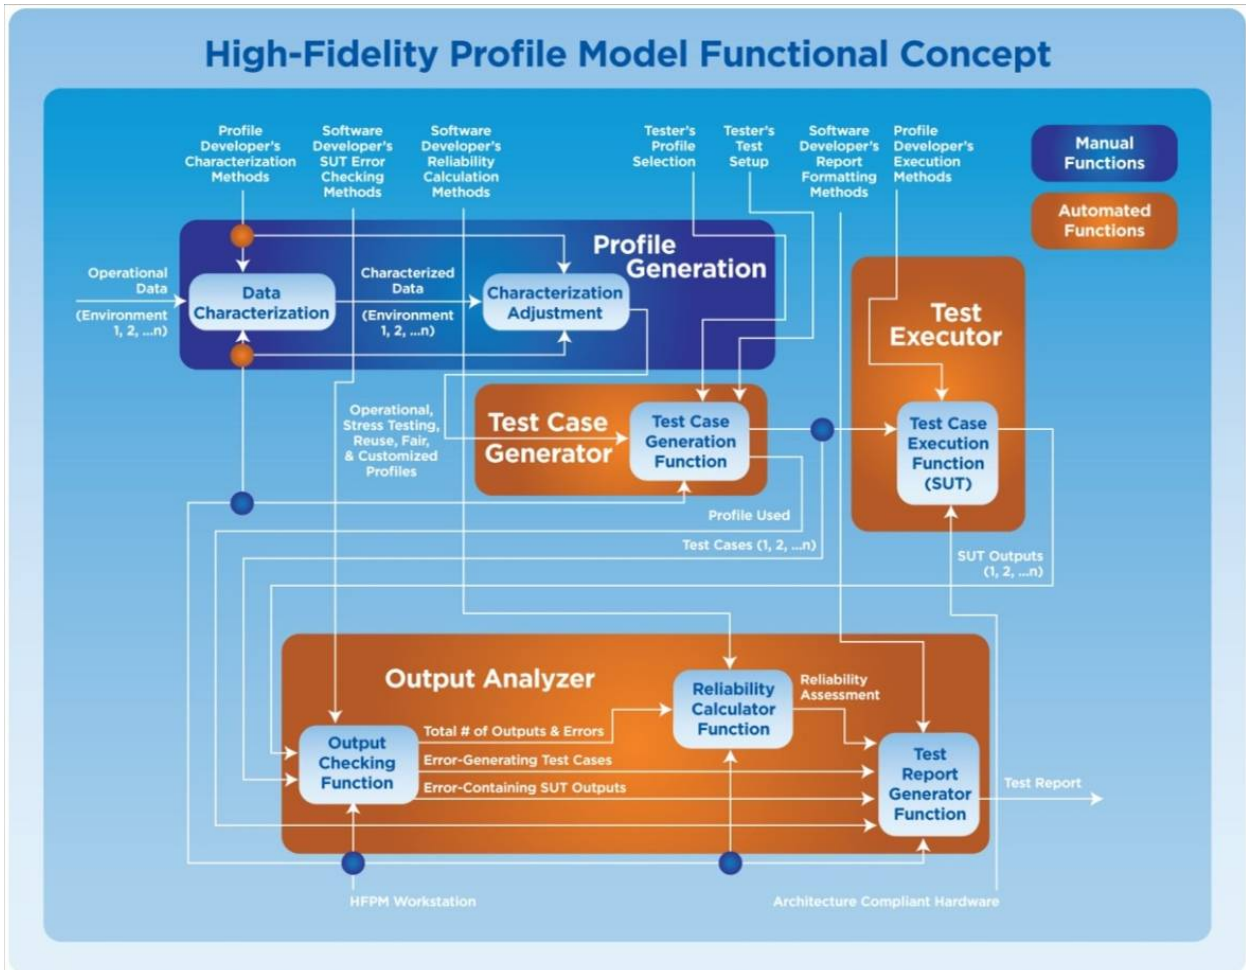 High-Fidelity Profile Model Functional Concept
Profile
Developer's
Characterization
Methods
Software
Developer's
SUT Error
Checking
Methods
Software
Developer's
Reliability
Calculation
Methods
Tester's
Profile
Selection
Tester's
Test
Setup
Software
Developer's
Report
Formatting
Methods
Profile
Developer's
Execution
Methods
Manual
Functions
Automated
Functions
Profile
Generation
Operational
Data
(Environment
1, 2, ...n)
Data
Characterization
Characterized
Data
(Environment
1, 2, ...n)
Characterization
Adjustment
Test
Executor
Operational,
Stress Testing,
Reuse, Fair,
& Customized
Profiles
Test Case
Generator
Test Case
Generation
Function
Test Case
Execution
Function
(SUT)
Profile Used
Test Cases (1, 2, ...n)
SUT Outputs
(1, 2, ...n)
Output Analyzer
Reliability
Calculator
Function
Reliability
Assessment
Output
Checking
Function
Total # of Outputs & Errors
Error-Generating Test Cases
Error-Containing SUT Outputs
Test
Report
Generator
Function
Test Report
HFPM Workstation
Architecture Compliant Hardware